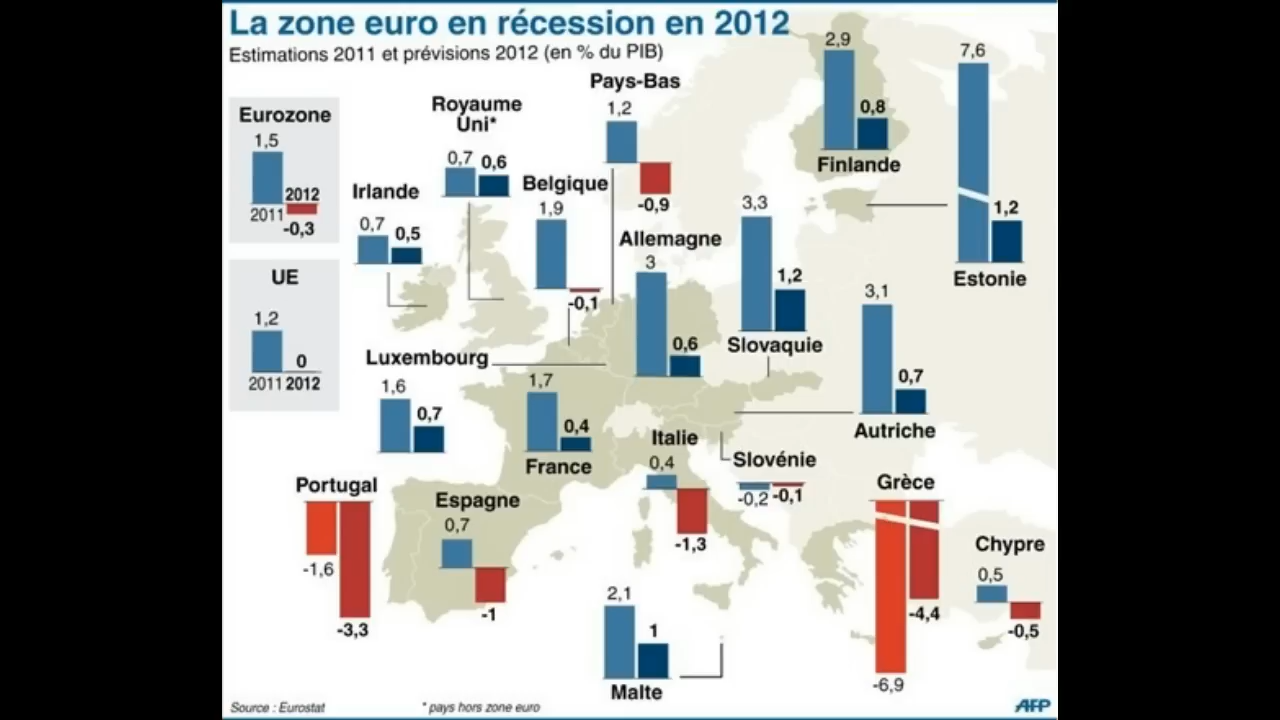 La zone euro en récession en 2012
Estimations 2011 et prévisions 2012 (en % du PIB)
Eurozone
1,5
2012
2011
-0,3
UE
1,2
0
2011 2012
Irlande
0,7
0,5
Royaume
Uni*
0,7
0,6
Belgique
1,9
-0,1
Pays-Bas
1,2
-0,9
Finlande
2,9
0,8
Estonie
7,6
1,2
Allemagne
3
0,6
Slovaquie
3,3
1,2
Autriche
3,1
0,7
Luxembourg
1,6
0,7
France
1,7
0,4
Italie
0,4
-1,3
Slovénie
-0,2
-0,1
Grèce
-6,9
-4,4
Chypre
0,5
-0,5
Portugal
-1,6
-3,3
Espagne
0,7
-1
Malte
2,1
1
Source : Eurostat
* pays hors zone euro
AFP